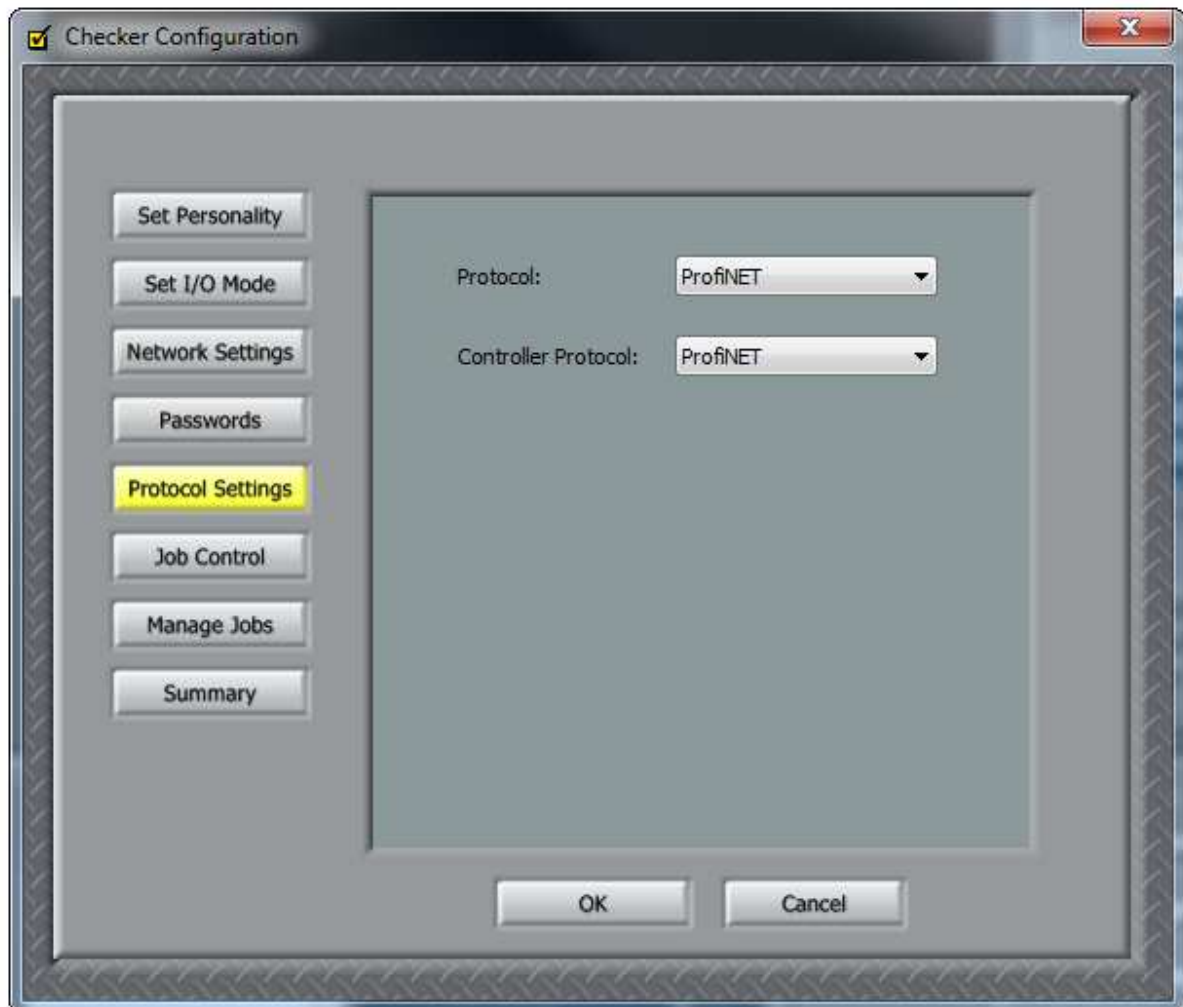 Checker Configuration
Set Personality
Set I/O Mode
Network Settings
Passwords
Protocol Settings
Job Control
Manage Jobs
Summary
Protocol: ProfiNET
Controller Protocol: ProfiNET
OK Cancel